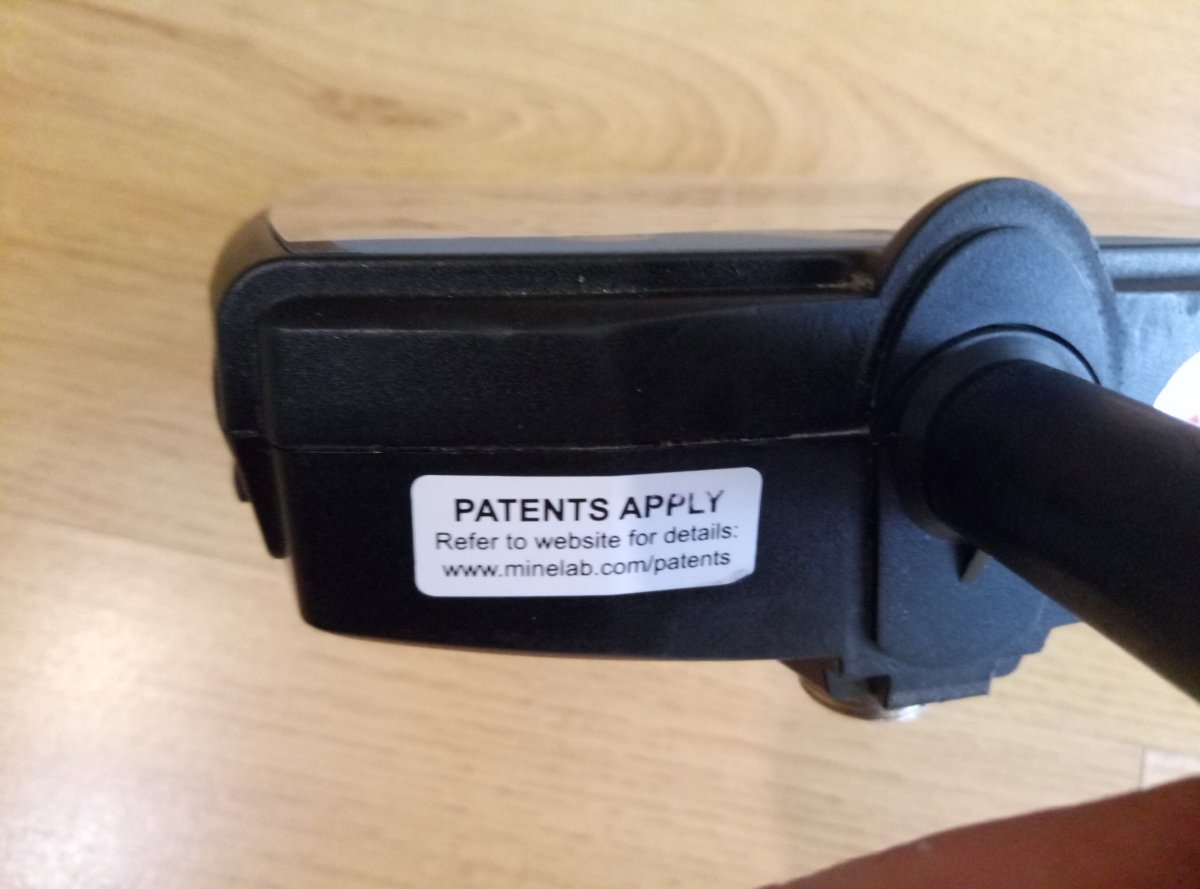 PATENTS APPLY
Refer to website for details:
www.minelab.com/patents